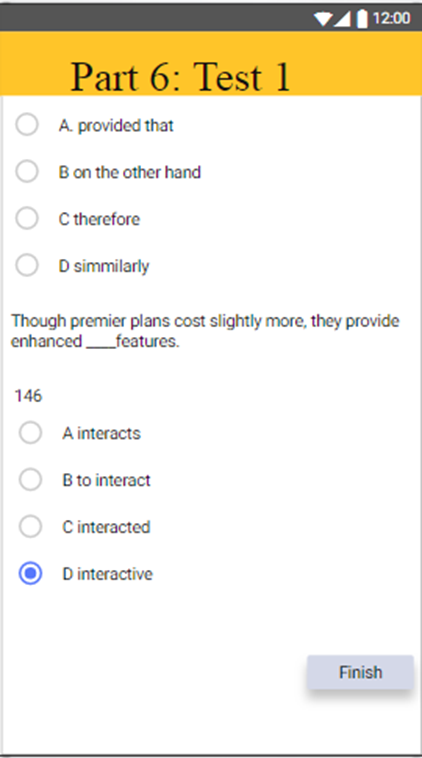 12:00
Part 6: Test 1
A. provided that
B on the other hand
C therefore
D simmilarly
Though premier plans cost slightly more, they provide
enhanced ____features.
146
A interacts
B to interact
C interacted
D interactive
Finish